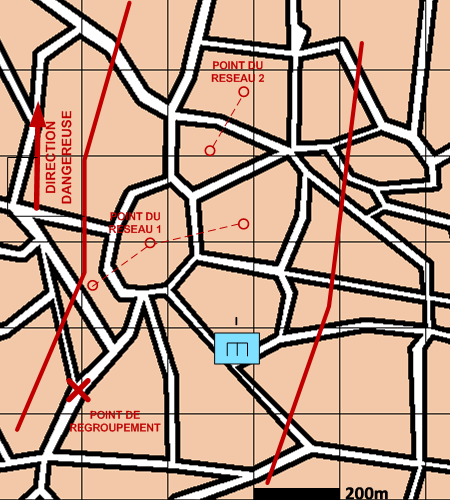 POINT DU
RESEAU 2
DIRECTION
DANGEREUSE
POINT DU
RESEAU 1
I
POINT DE
REGROUPEMENT
200m